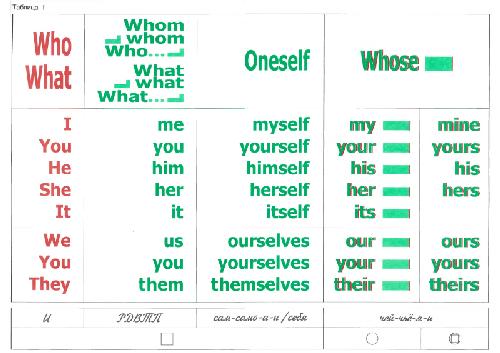 Таблица 1
Who
What
Whom
whom
Who...
What
what
What...
Oneself
Whose
I me myself my mine
You you yourself your yours
He him himself his his
She her herself her hers
It it itself its
We us ourselves our ours
You you yourselves your yours
They them themselves their theirs
И РДВТП сам-само-а-и/себя чей-чьё-я-и